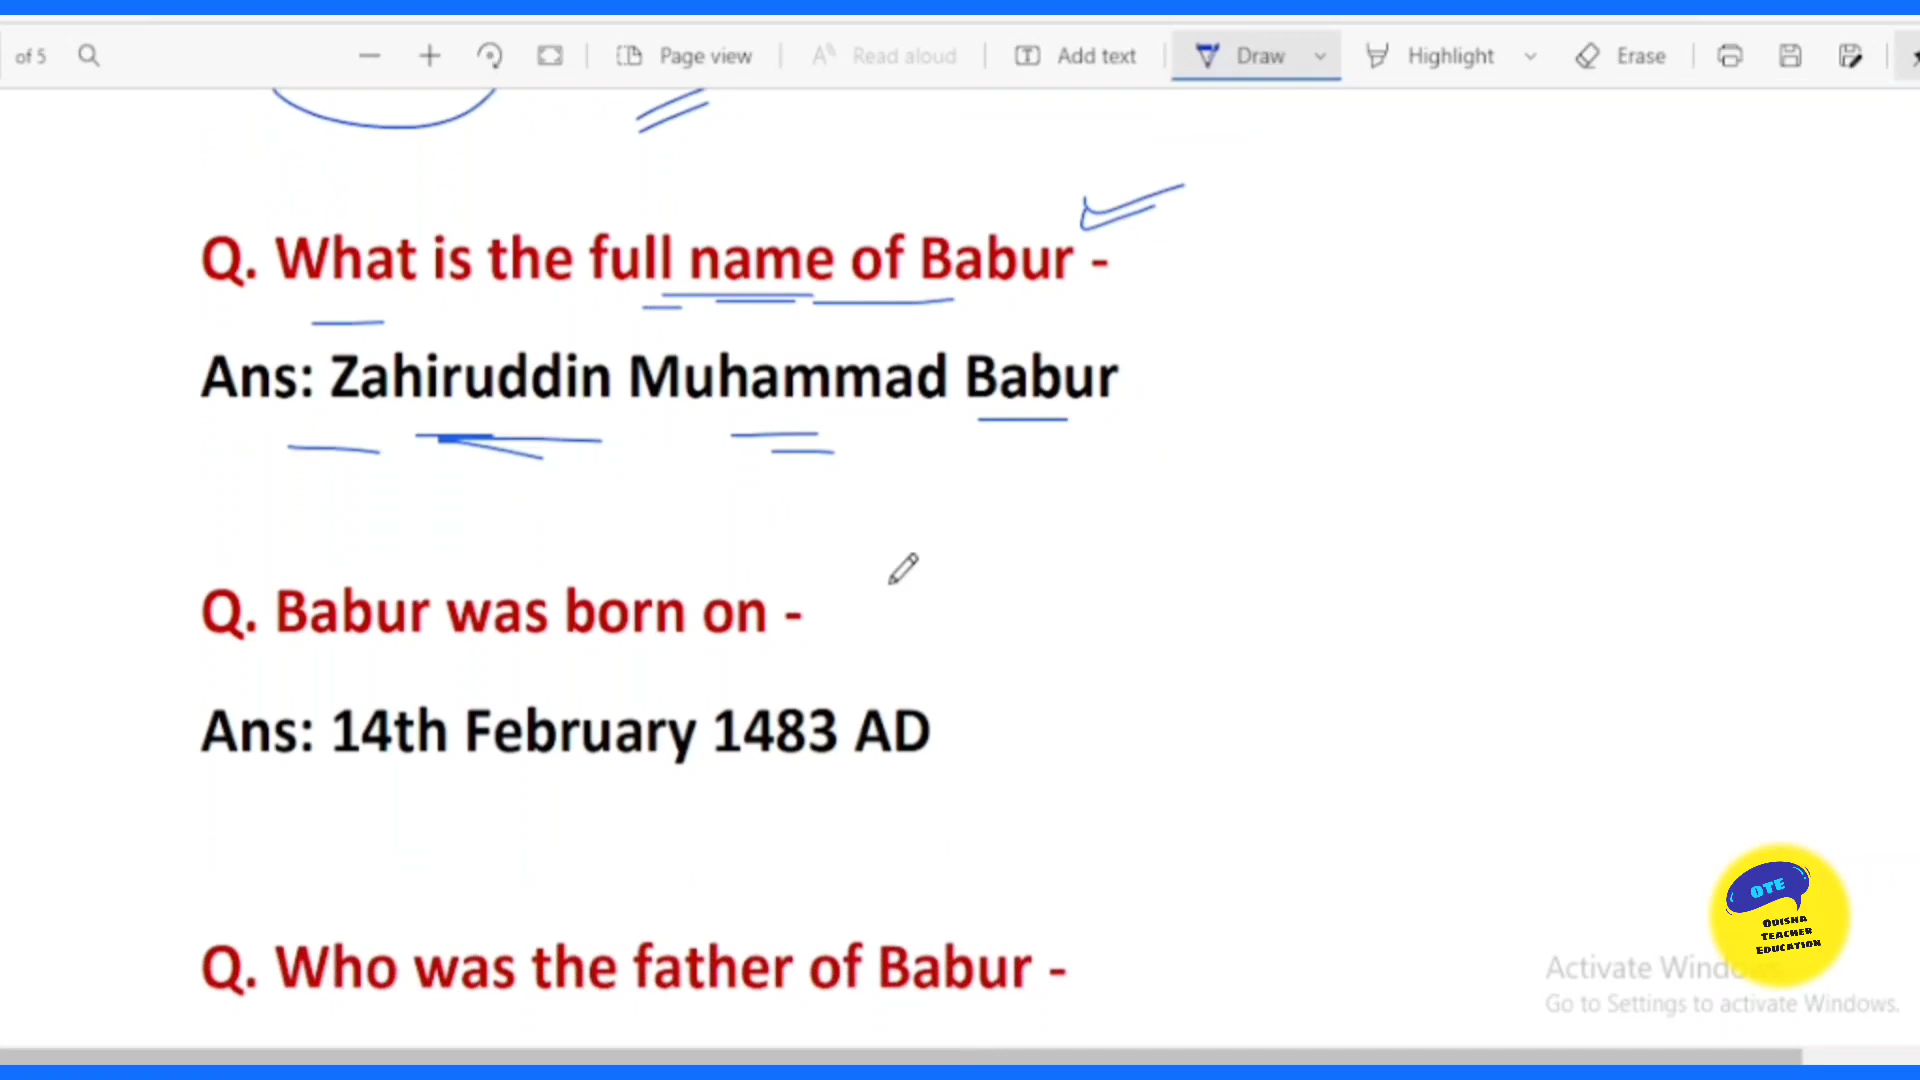 of 5
Page view
Read aloud
Add text
Draw
Highlight
Erase
Q. What is the full name of Babur -
Ans: Zahiruddin Muhammad Babur
Q. Babur was born on -
Ans: 14th February 1483 AD
Q. Who was the father of Babur -
OTE
ODISHA
TEACHER
EDUCATION
Activate Windo
Go to Settings to activate Windows.